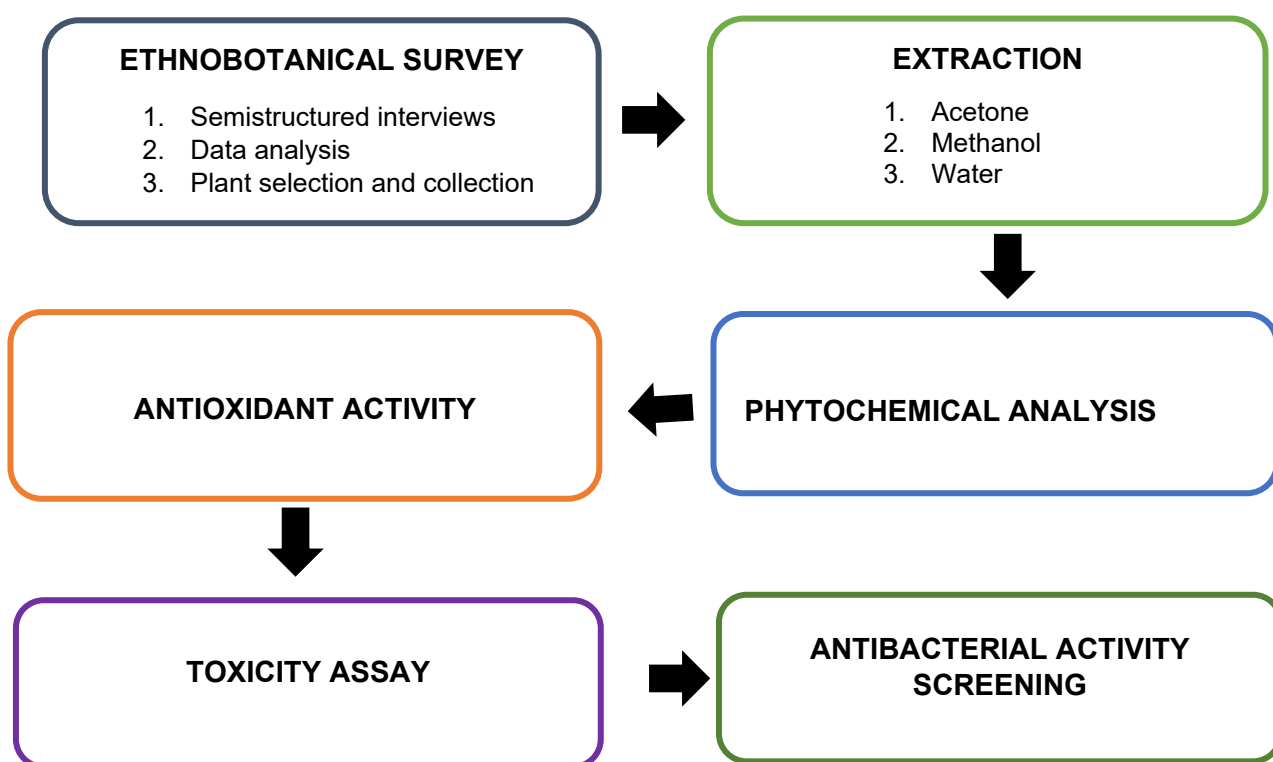 ETHNOBOTANICAL SURVEY
1. Semistructured interviews
2. Data analysis
3. Plant selection and collection
EXTRACTION
1. Acetone
2. Methanol
3. Water
PHYTOCHEMICAL ANALYSIS
ANTIOXIDANT ACTIVITY
TOXICITY ASSAY
ANTIBACTERIAL ACTIVITY
SCREENING